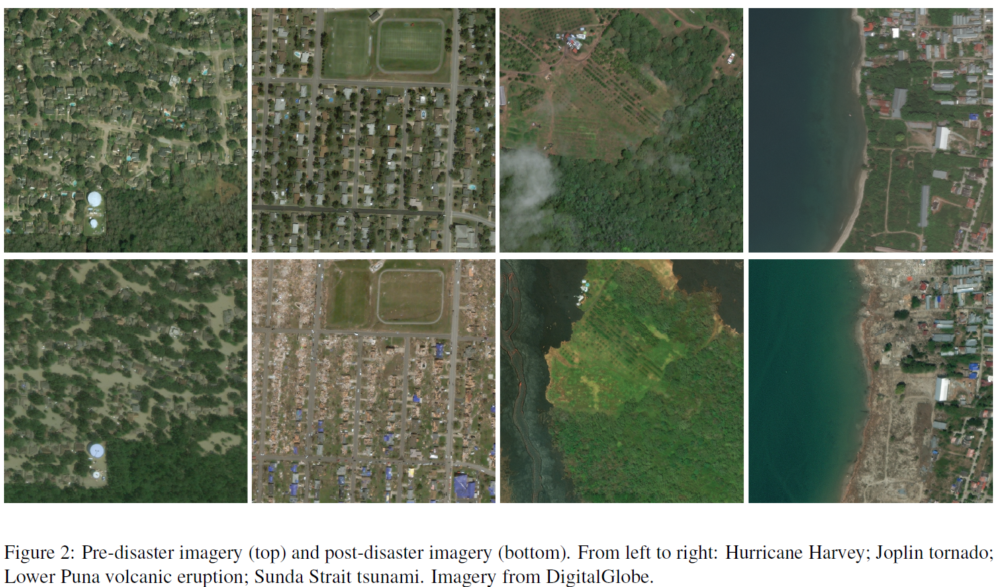 Figure 2: Pre-disaster imagery (top) and post-disaster imagery (bottom). From left to right: Hurricane Harvey; Joplin tornado;
Lower Puna volcanic eruption; Sunda Strait tsunami. Imagery from DigitalGlobe.